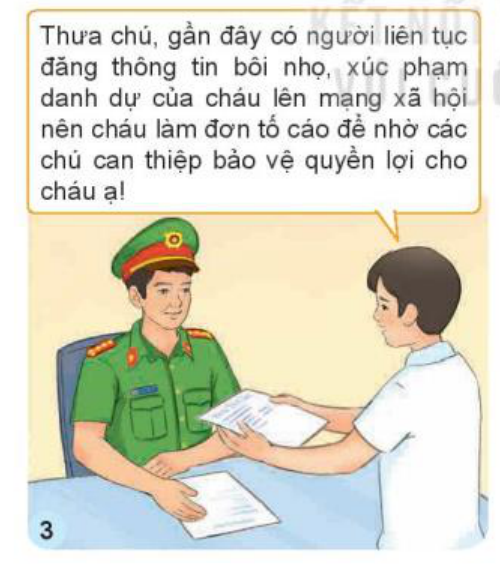 KẾT NỐI
Thưa chú, gần đây có người liên tục
đăng thông tin bôi nhọ, xúc phạm
danh dự của cháu lên mạng xã hội
nên cháu làm đơn tố cáo để nhờ các
chú can thiệp bảo vệ quyền lợi cho
cháu ạ!
3